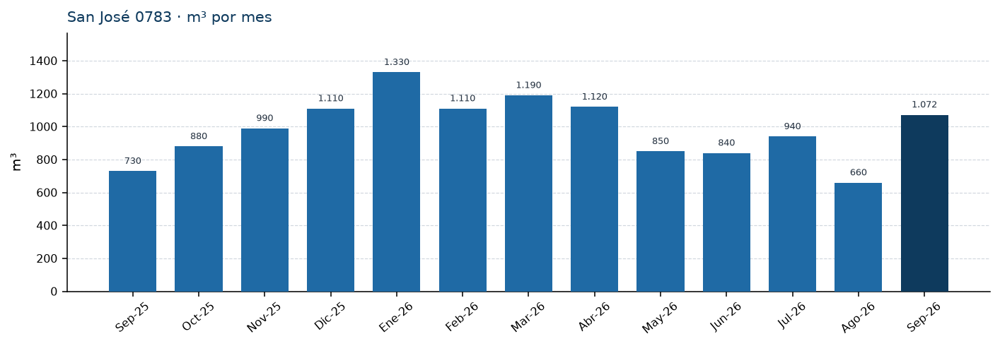 San José 0783 · m³ por mes
m³
1400
1200
1000
800
600
400
200
0
730
880
990
1.110
1.330
1.110
1.190
1.120
850
840
940
660
1.072
Sep-25
Oct-25
Nov-25
Dic-25
Ene-26
Feb-26
Mar-26
Abr-26
May-26
Jun-26
Jul-26
Ago-26
Sep-26